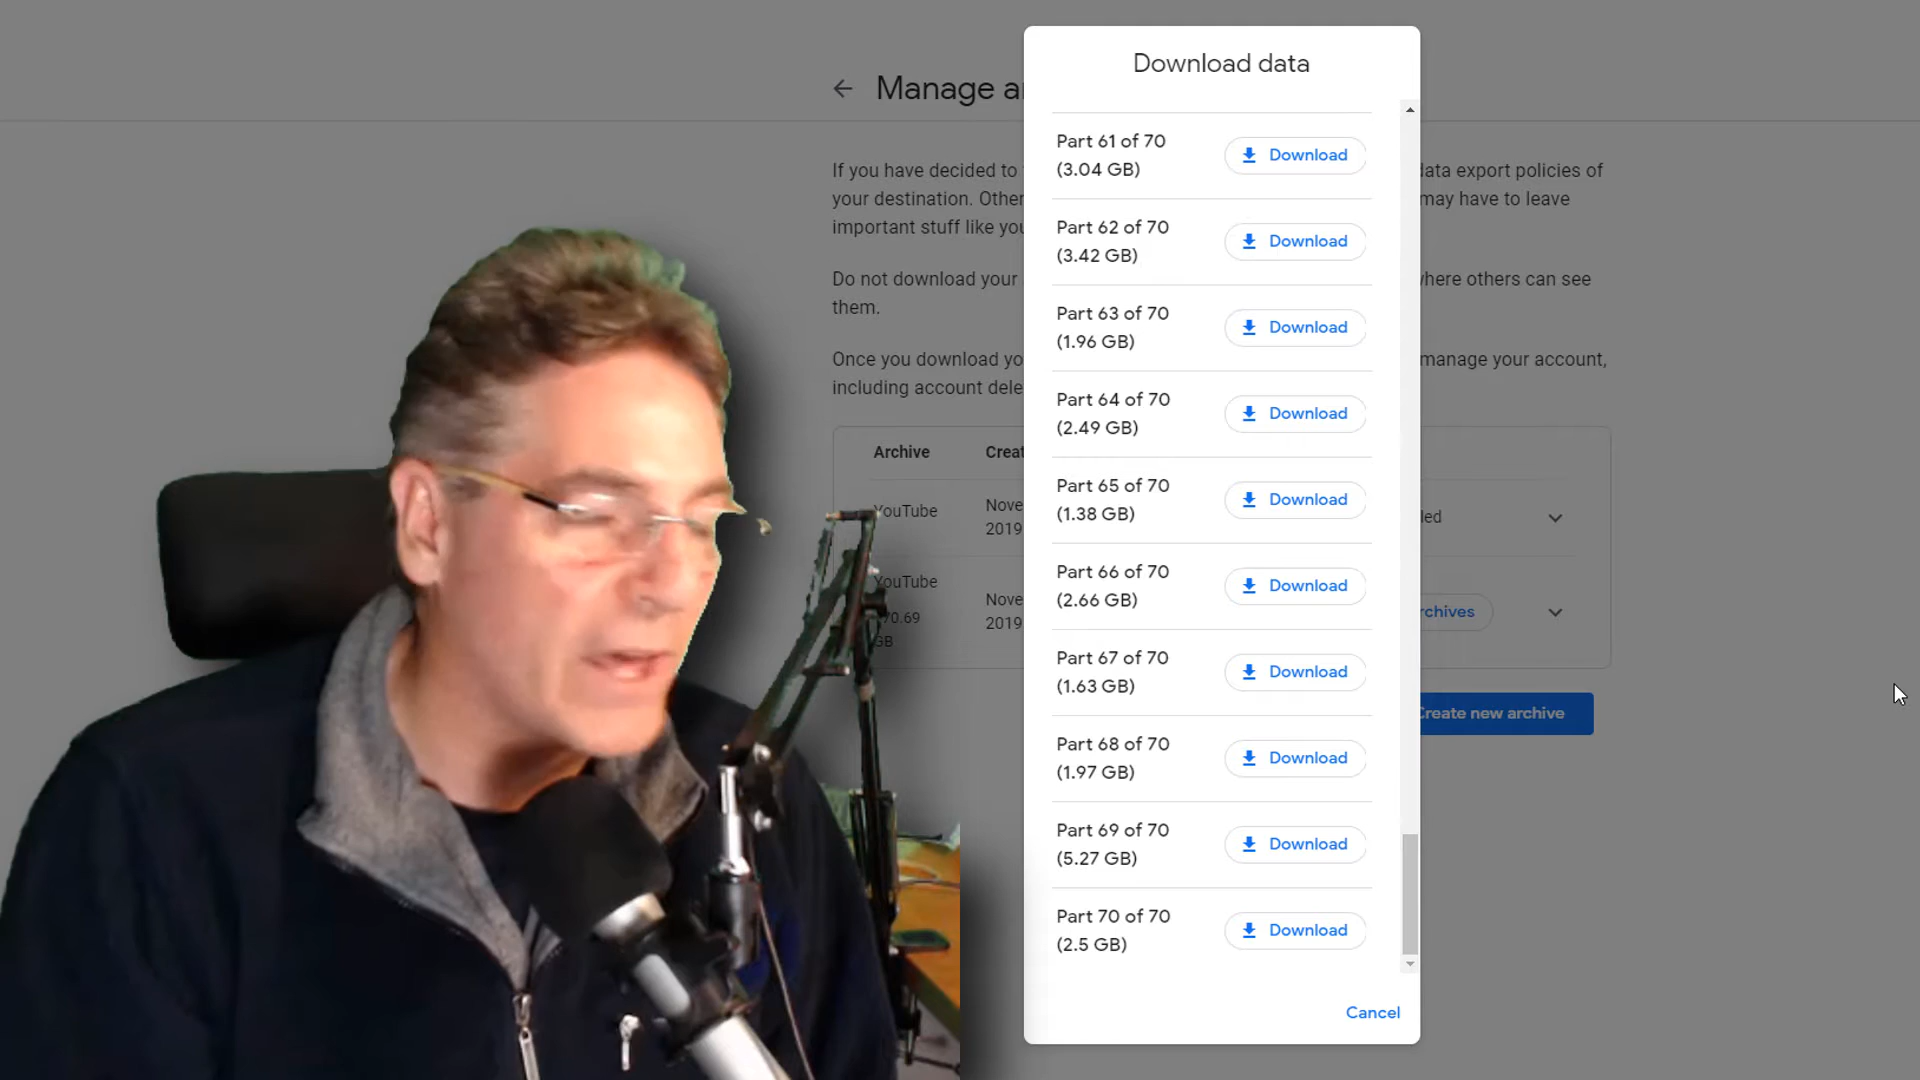 Manage
If you have decided to
data export policies of
your destination. Other
may have to leave
important stuff like you
Do not download your
where others can see
them.
Once you download yo
manage your account,
including account dele
Archive
Creat
YouTube
Nove
2019
led
YouTube
70.69
GB
Nove
2019
rchives
Create new archive
Download data
Part 61 of 70
(3.04 GB)
Download
Part 62 of 70
(3.42 GB)
Download
Part 63 of 70
(1.96 GB)
Download
Part 64 of 70
(2.49 GB)
Download
Part 65 of 70
(1.38 GB)
Download
Part 66 of 70
(2.66 GB)
Download
Part 67 of 70
(1.63 GB)
Download
Part 68 of 70
(1.97 GB)
Download
Part 69 of 70
(5.27 GB)
Download
Part 70 of 70
(2.5 GB)
Download
Cancel